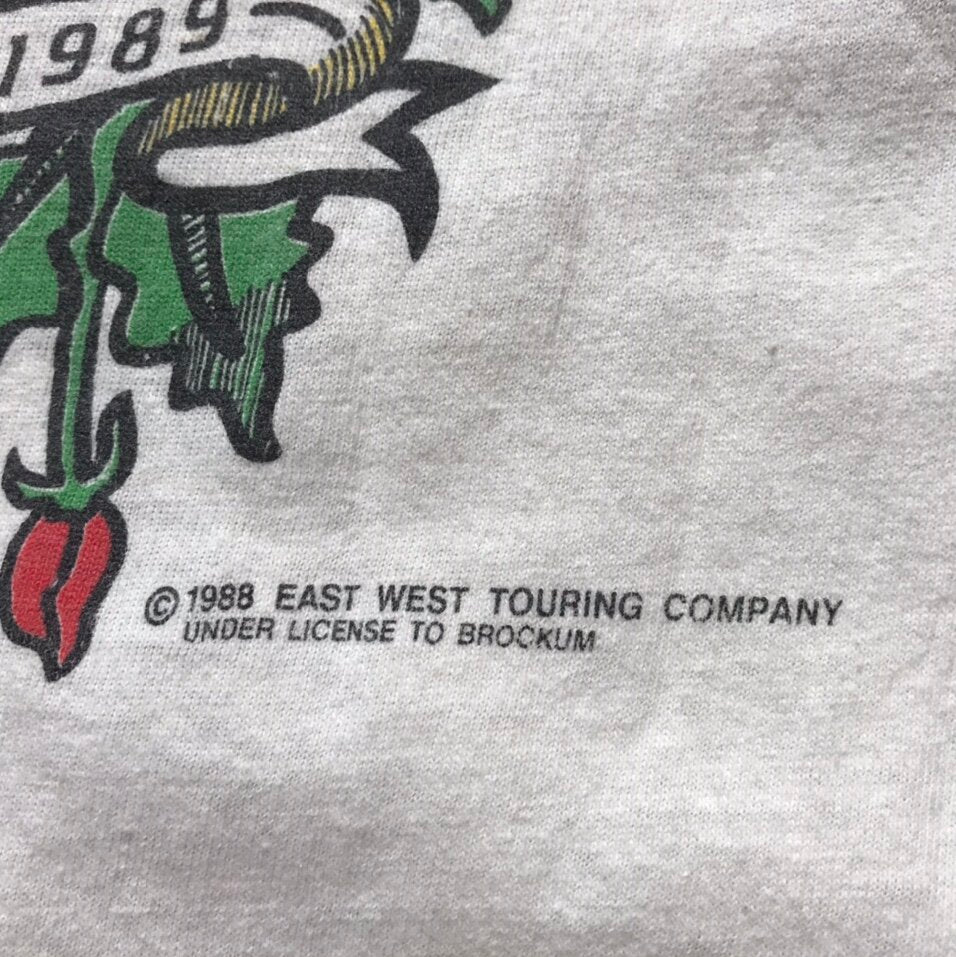 1989
©1988 EAST WEST TOURING COMPANY
UNDER LICENSE TO BROCKUM